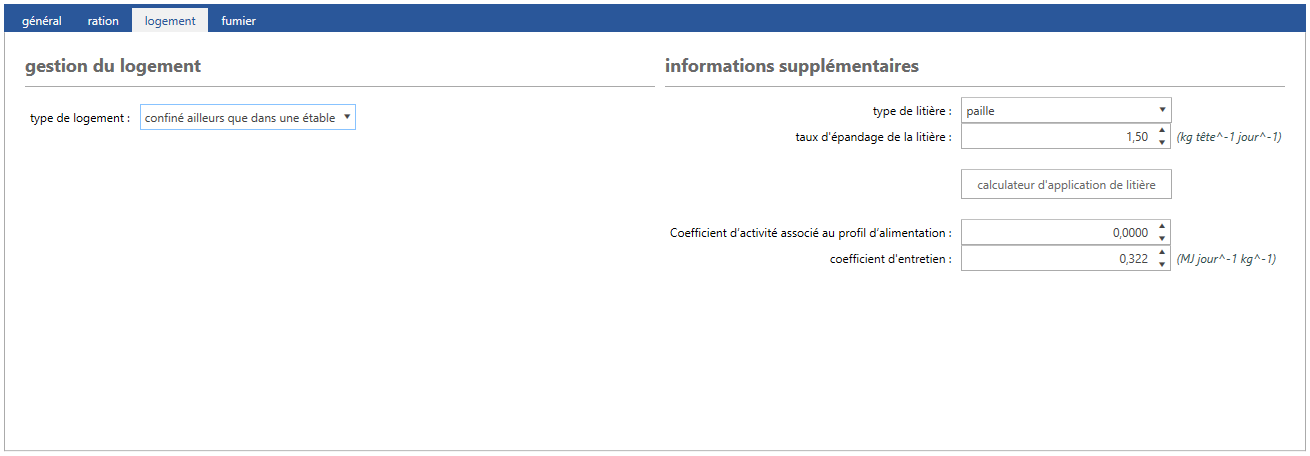 général ration logement fumier
gestion du logement
type de logement : confiné ailleurs que dans une étable
informations supplémentaires
type de litière : paille
taux d'épandage de la litière : 1,50 (kg tête^-1 jour^-1)
calculateur d'application de litière
Coefficient d’activité associé au profil d’alimentation : 0,0000
coefficient d'entretien : 0,322 (MJ jour^-1 kg^-1)